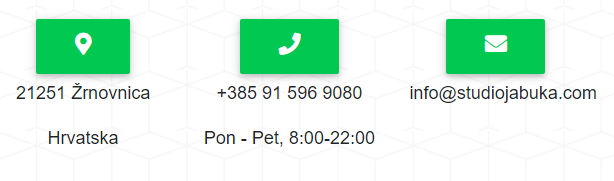 21251 Žrnovnica
Hrvatska
+385 91 596 9080
Pon - Pet, 8:00-22:00
info@studiojabuka.com